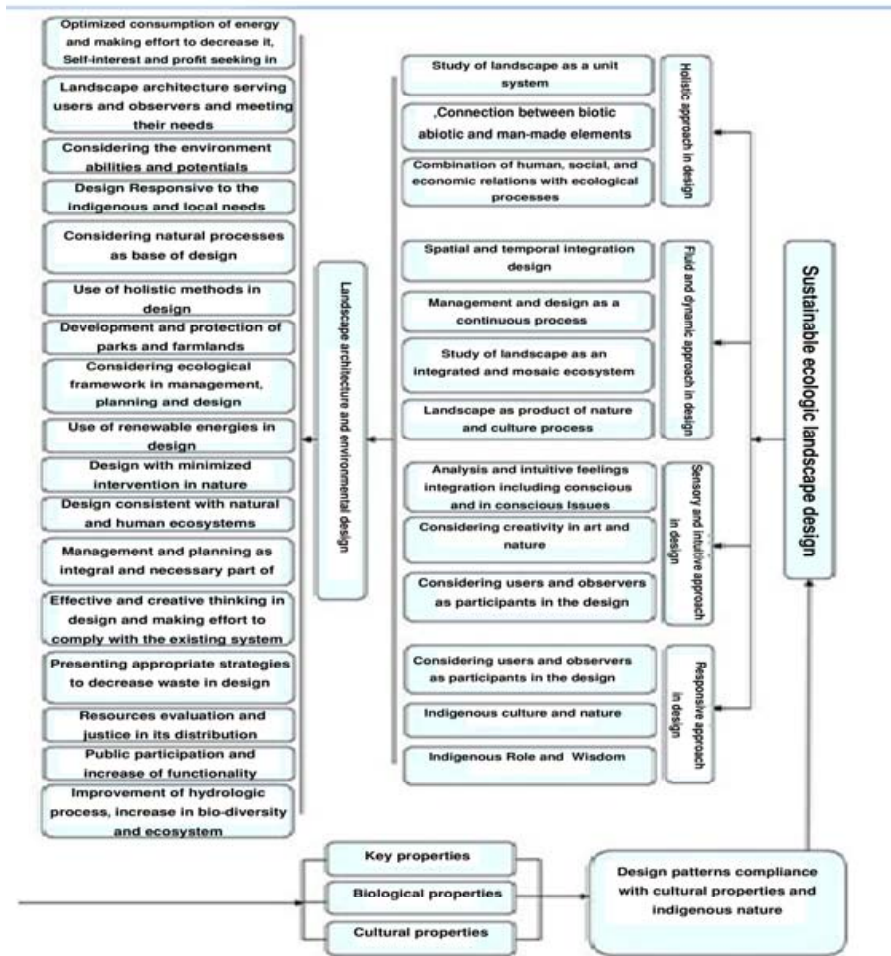 Optimized consumption of energy
and making effort to decrease it,
Self-interest and profit seeking in
Landscape architecture serving
users and observers and meeting
their needs
Considering the environment
abilities and potentials
Design Responsive to the
indigenous and local needs
Considering natural processes
as base of design
Use of holistic methods in
design
Development and protection of
parks and farmlands
Considering ecological
framework in management,
planning and design
Use of renewable energies in
design
Design with minimized
intervention in nature
Design consistent with natural
and human ecosystems
Management and planning as
integral and necessary part of
Effective and creative thinking in
design and making effort to
comply with the existing system
Presenting appropriate strategies
to decrease waste in design
Resources evaluation and
justice in its distribution
Public participation and
increase of functionality
Improvement of hydrologic
process, increase in bio-diversity
and ecosystem
Landscape architecture and environmental design
Study of landscape as a unit
system
,Connection between biotic
abiotic and man-made elements
Combination of human, social, and
economic relations with ecological
processes
Spatial and temporal integration
design
Management and design as a
continuous process
Study of landscape as an
integrated and mosaic ecosystem
Landscape as product of nature
and culture process
Analysis and intuitive feelings
integration including conscious
and in conscious Issues
Considering creativity in art and
nature
Considering users and observers
as participants in the design
Considering users and observers
as participants in the design
Indigenous culture and nature
Indigenous Role and Wisdom
Holistic approach in design
Fluid and dynamic approach in design
Sensory and intuitive approach
in design
Responsive approach
in design
Sustainable ecologic landscape design
Key properties
Biological properties
Cultural properties
Design patterns compliance
with cultural properties and
indigenous nature